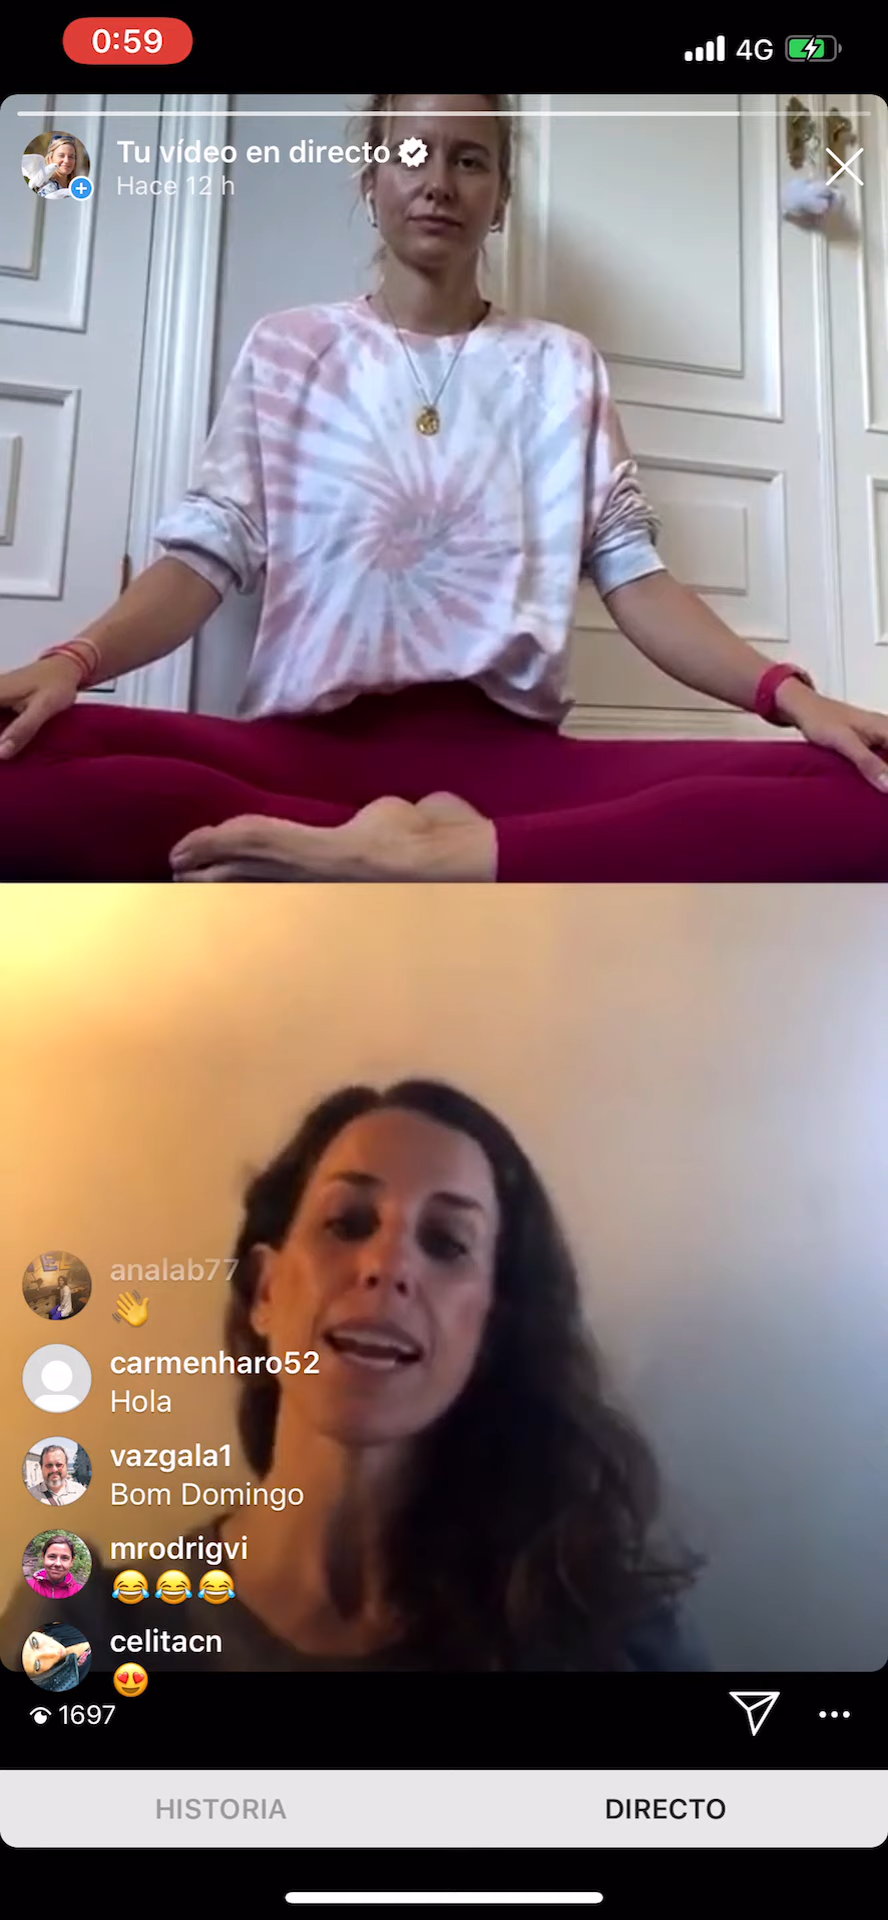 0:59
4G
Tu vídeo en directo
Hace 12 h
analab77
👋
carmenharo52
Hola
vazgala1
Bom Domingo
mrodrigvi
😂😂😂
celitacn
😍
1697
HISTORIA
DIRECTO